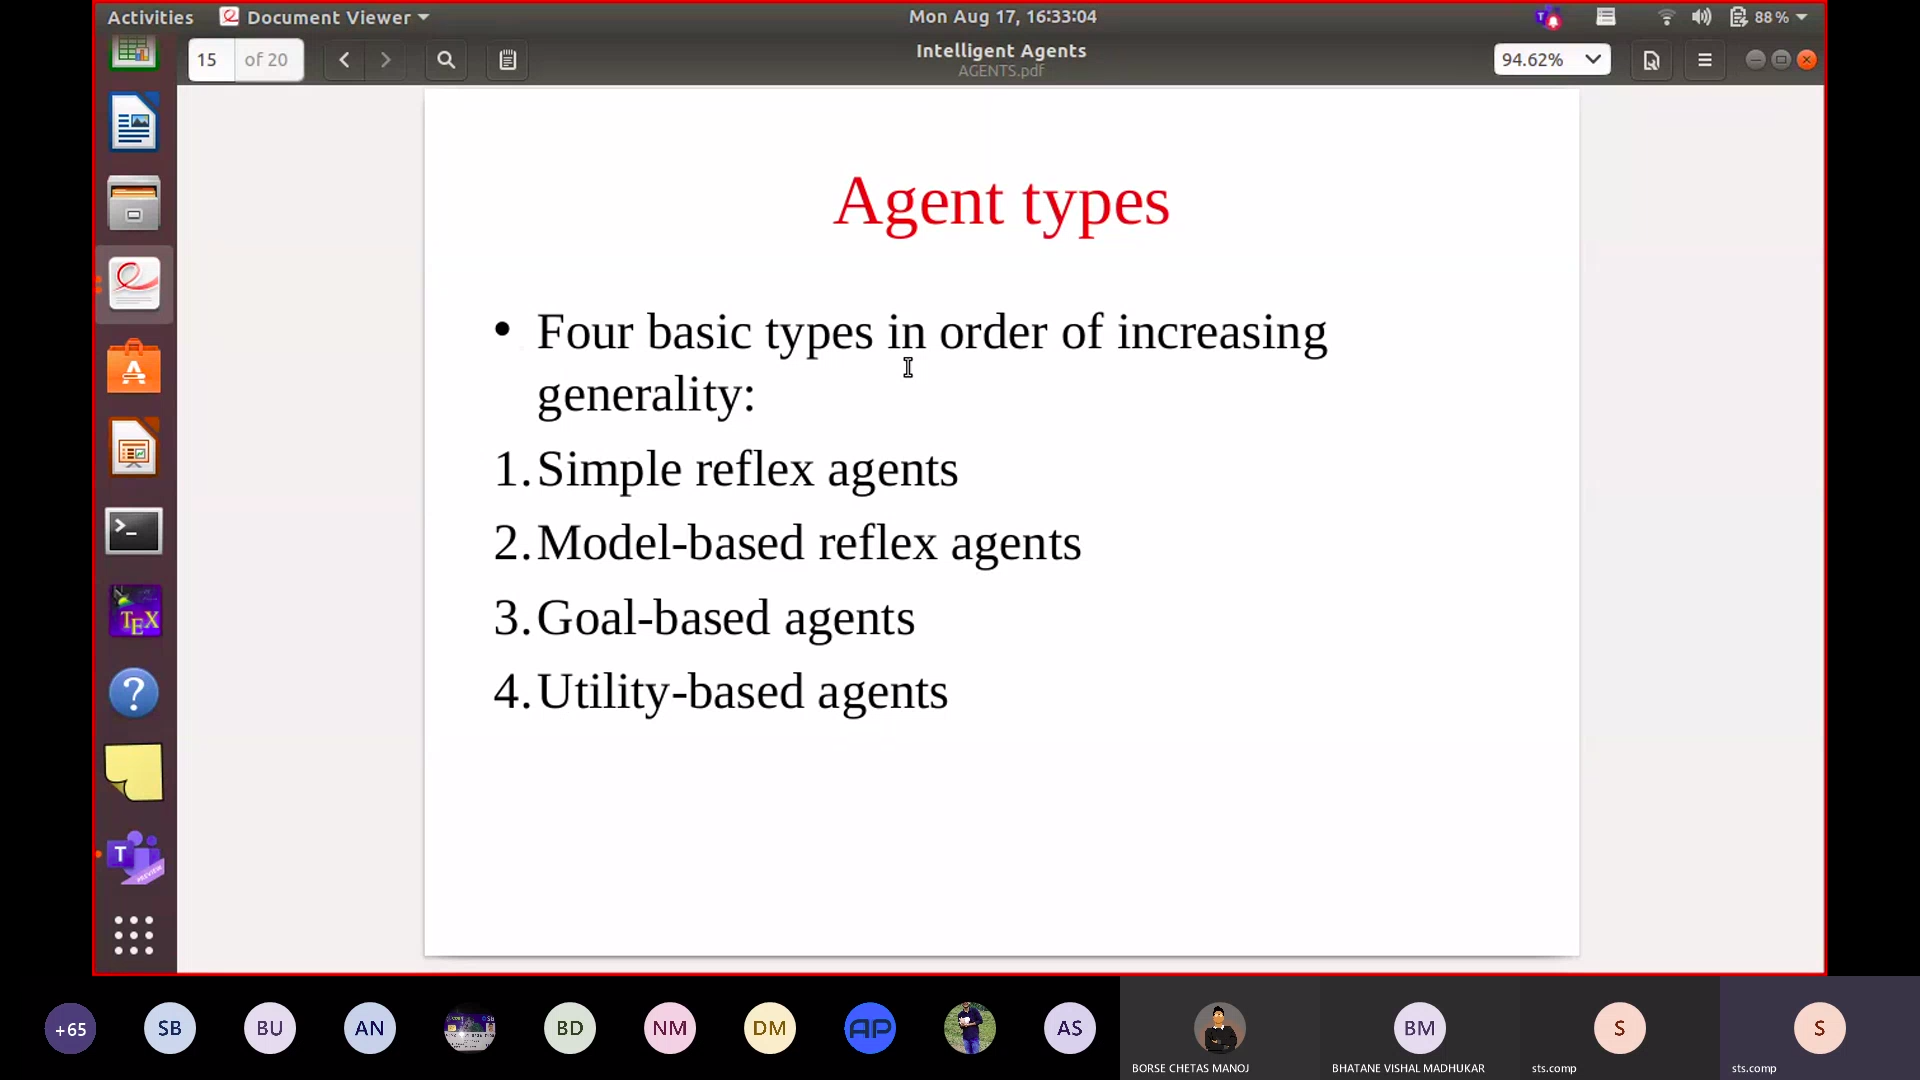 Activities
Document Viewer
Mon Aug 17, 16:33:04
88 %
15
of 20
Intelligent Agents
AGENTS.pdf
94.62%
Agent types
• Four basic types in order of increasing
generality:
1. Simple reflex agents
2. Model-based reflex agents
3. Goal-based agents
4. Utility-based agents
TEX
?
T
PREVIEW
+65
SB
BU
AN
BD
NM
DM
AP
AS
BM
S
S
BORSE CHETAS MANOJ
BHATANE VISHAL MADHUKAR
sts.comp
sts.comp